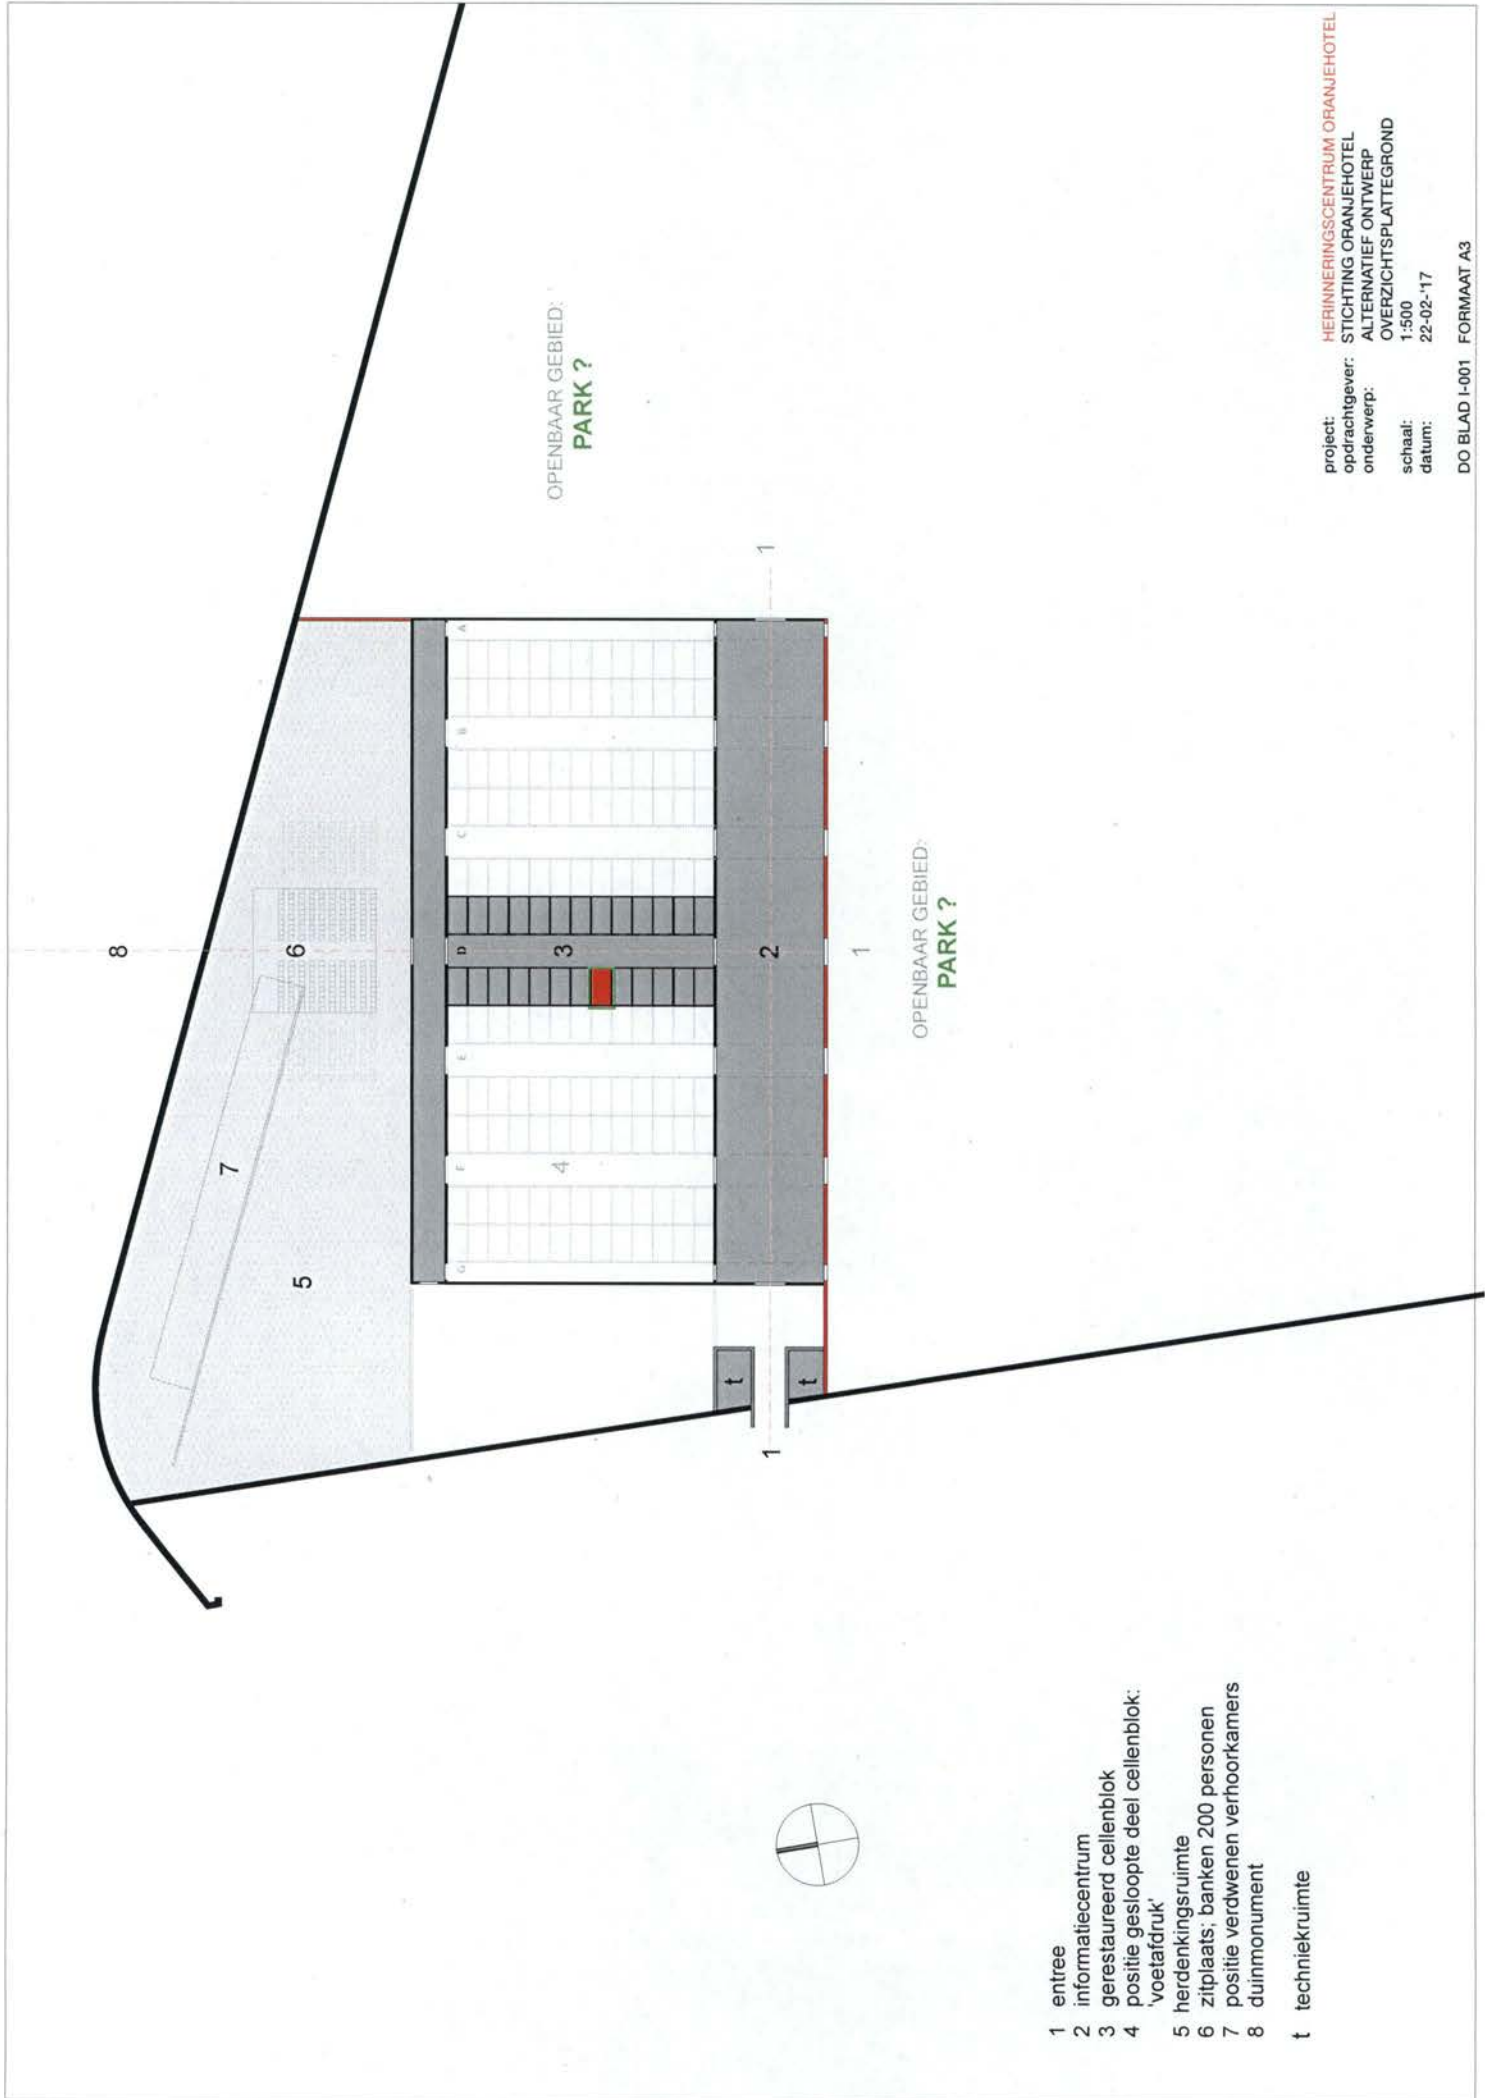 8
7
6
5
OPENBAAR GEBIED:
PARK ?
G
F
E
D
C
B
A
4
3
t
t
1
2
1
1
OPENBAAR GEBIED:
PARK ?
1 entree
2 informatiecentrum
3 gerestaureerd cellenblok
4 positie gesloopte deel cellenblok:
'voetafdruk'
5 herdenkingsruimte
6 zitplaats; banken 200 personen
7 positie verdwenen verhoorkamers
8 duinmonument
t techniekruimte
project: HERINNERINGSCENTRUM ORANJEHOTEL
opdrachtgever: STICHTING ORANJEHOTEL
onderwerp: ALTERNATIEF ONTWERP
OVERZICHTSPLATTEGROND
schaal: 1:500
datum: 22-02-'17
DO BLAD I-001 FORMAAT A3